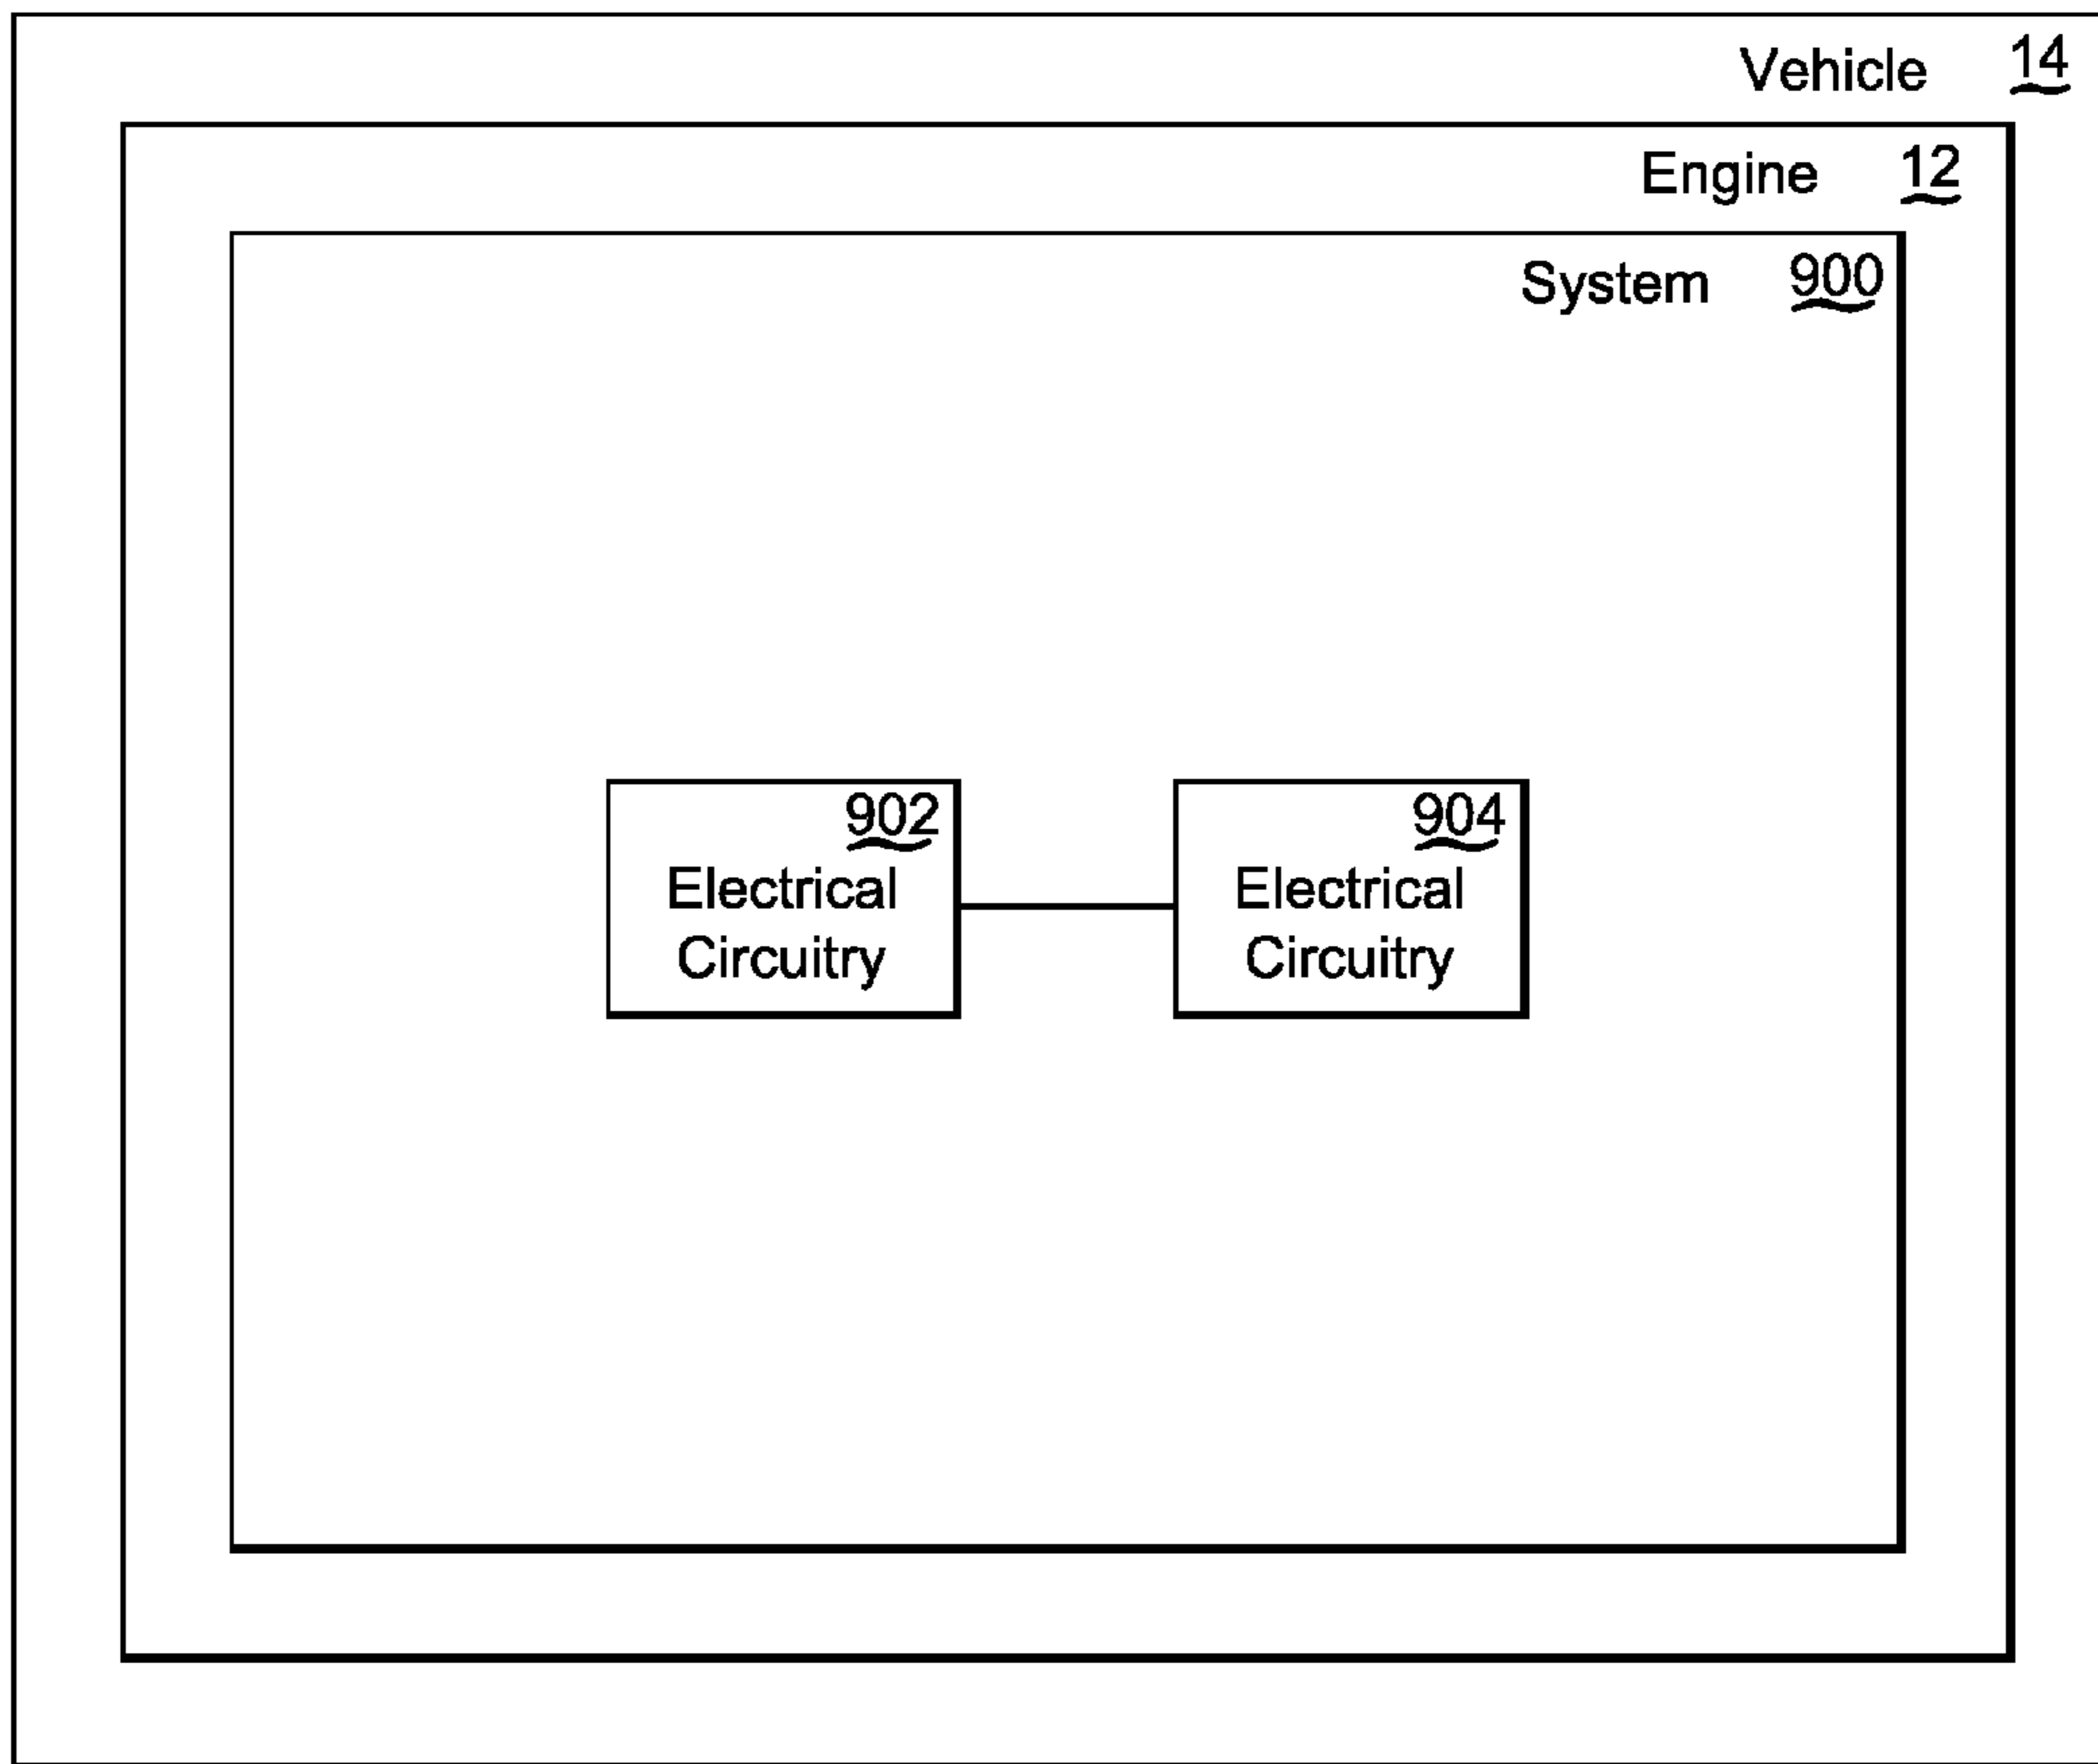 Vehicle 14
Engine 12
System 900
902
Electrical
Circuitry
904
Electrical
Circuitry